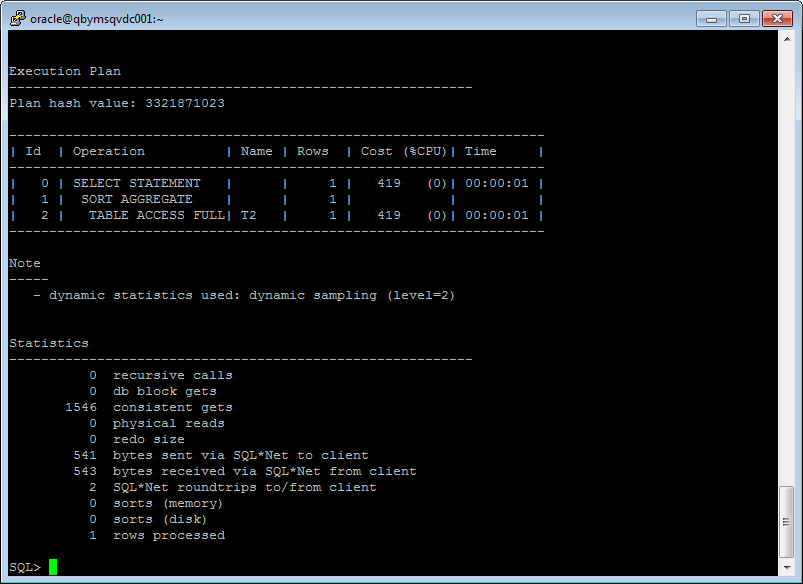 oracle@qbymsqvdc001:~
Execution Plan
----------------------------------------------------------
Plan hash value: 3321871023
-------------------------------------------------------------------
| Id  | Operation          | Name | Rows  | Cost (%CPU)| Time     |
-------------------------------------------------------------------
|   0 | SELECT STATEMENT   |      |     1 |   419   (0)| 00:00:01 |
|   1 |  SORT AGGREGATE    |      |     1 |            |          |
|   2 |   TABLE ACCESS FULL| T2   |     1 |   419   (0)| 00:00:01 |
-------------------------------------------------------------------
Note
-----
   - dynamic statistics used: dynamic sampling (level=2)
Statistics
----------------------------------------------------------
          0  recursive calls
          0  db block gets
       1546  consistent gets
          0  physical reads
          0  redo size
        541  bytes sent via SQL*Net to client
        543  bytes received via SQL*Net from client
          2  SQL*Net roundtrips to/from client
          0  sorts (memory)
          0  sorts (disk)
          1  rows processed
SQL>